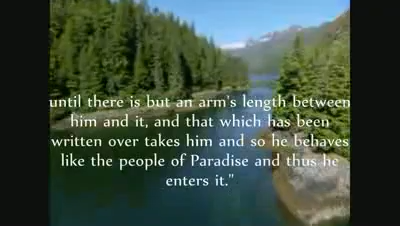 until there is but an arm's length between
him and it, and that which has been
written over takes him and so he behaves
like the people of Paradise and thus he
enters it."